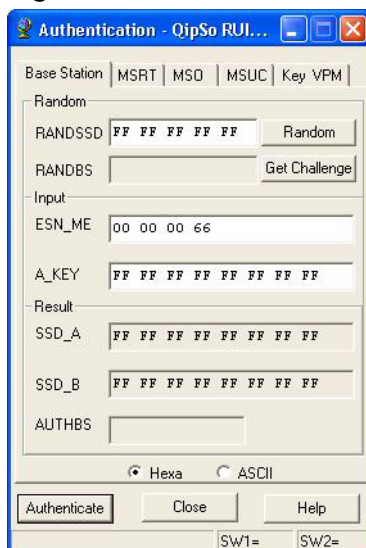 Authentication - QipSo RUI...
Base Station MSRT MSO MSUC Key VPM
Random
RANDSSD FF FF FF FF FF Random
RANDBS Get Challenge
Input
ESN_ME 00 00 00 66
A_KEY FF FF FF FF FF FF FF FF
Result
SSD_A FF FF FF FF FF FF FF FF
SSD_B FF FF FF FF FF FF FF FF
AUTHBS
Hexa ASCII
Authenticate Close Help
SW1= SW2=